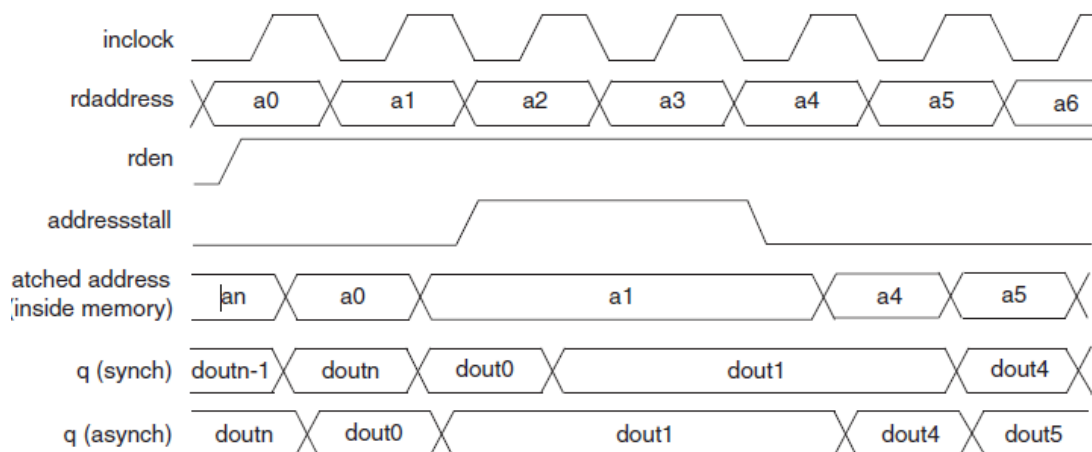 inclock
rdaddress a0 a1 a2 a3 a4 a5 a6
rden
addressstall
atched address
(inside memory) an a0 a1 a4 a5
q (synch) doutn-1 doutn dout0 dout1 dout4
q (asynch) doutn dout0 dout1 dout4 dout5